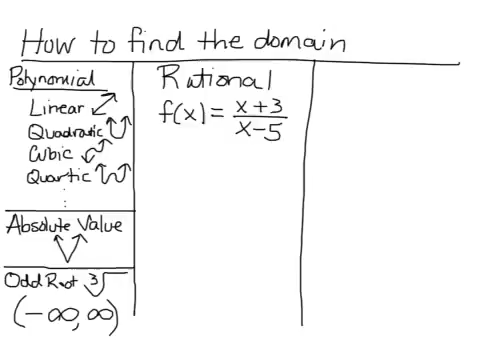 How to find the domain
Polynomial
Linear
Quadratic
Cubic
Quartic
⋮
Absolute Value
Odd Root ∛
(-∞, ∞)
Rational
f(x) = (x+3)/(x-5)